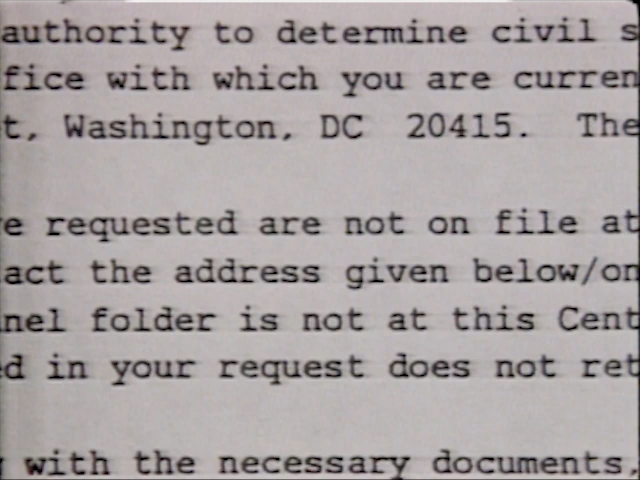 authority to determine civil s
fice with which you are curren
t, Washington, DC 20415. The
e requested are not on file at
act the address given below/on
nel folder is not at this Cent
d in your request does not ret
with the necessary documents,